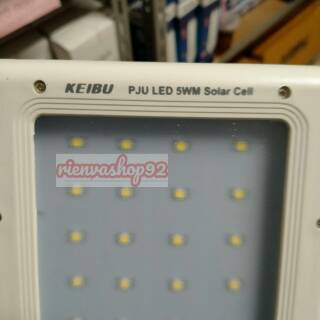 KEIBU PJU LED 5WM Solar Cell
rienvashop92